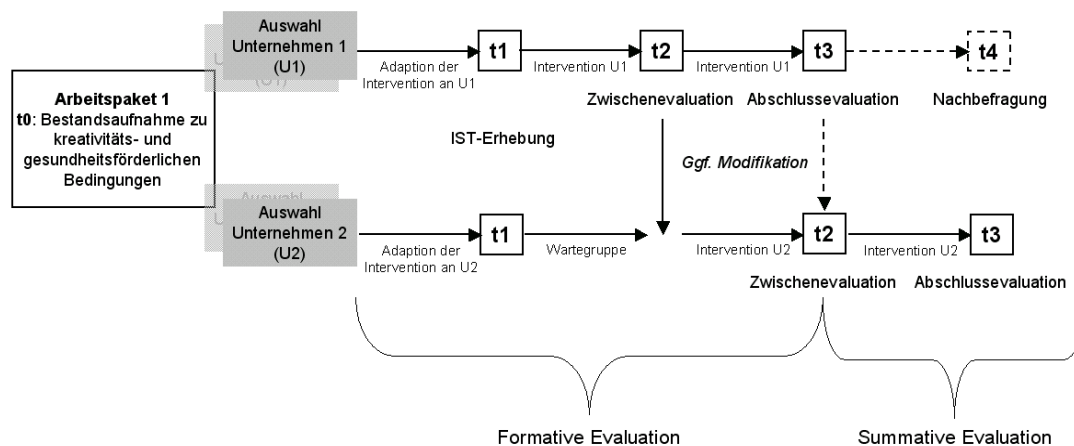 Auswahl
Unternehmen 1
(U1)
U
(U1)
t1
t2
t3
t4
Adaption der
Intervention an U1
Intervention U1
Intervention U1
Zwischenevaluation
Abschlussevaluation
Nachbefragung
Arbeitspaket 1
t0: Bestandsaufnahme zu
kreativitäts- und
gesundheitsförderlichen
Bedingungen
IST-Erhebung
Ggf. Modifikation
Auswahl
U
Auswahl
Unternehmen 2
(U2)
t1
t2
t3
Adaption der
Intervention an U2
Wartegruppe
Intervention U2
Intervention U2
Zwischenevaluation
Abschlussevaluation
Formative Evaluation
Summative Evaluation